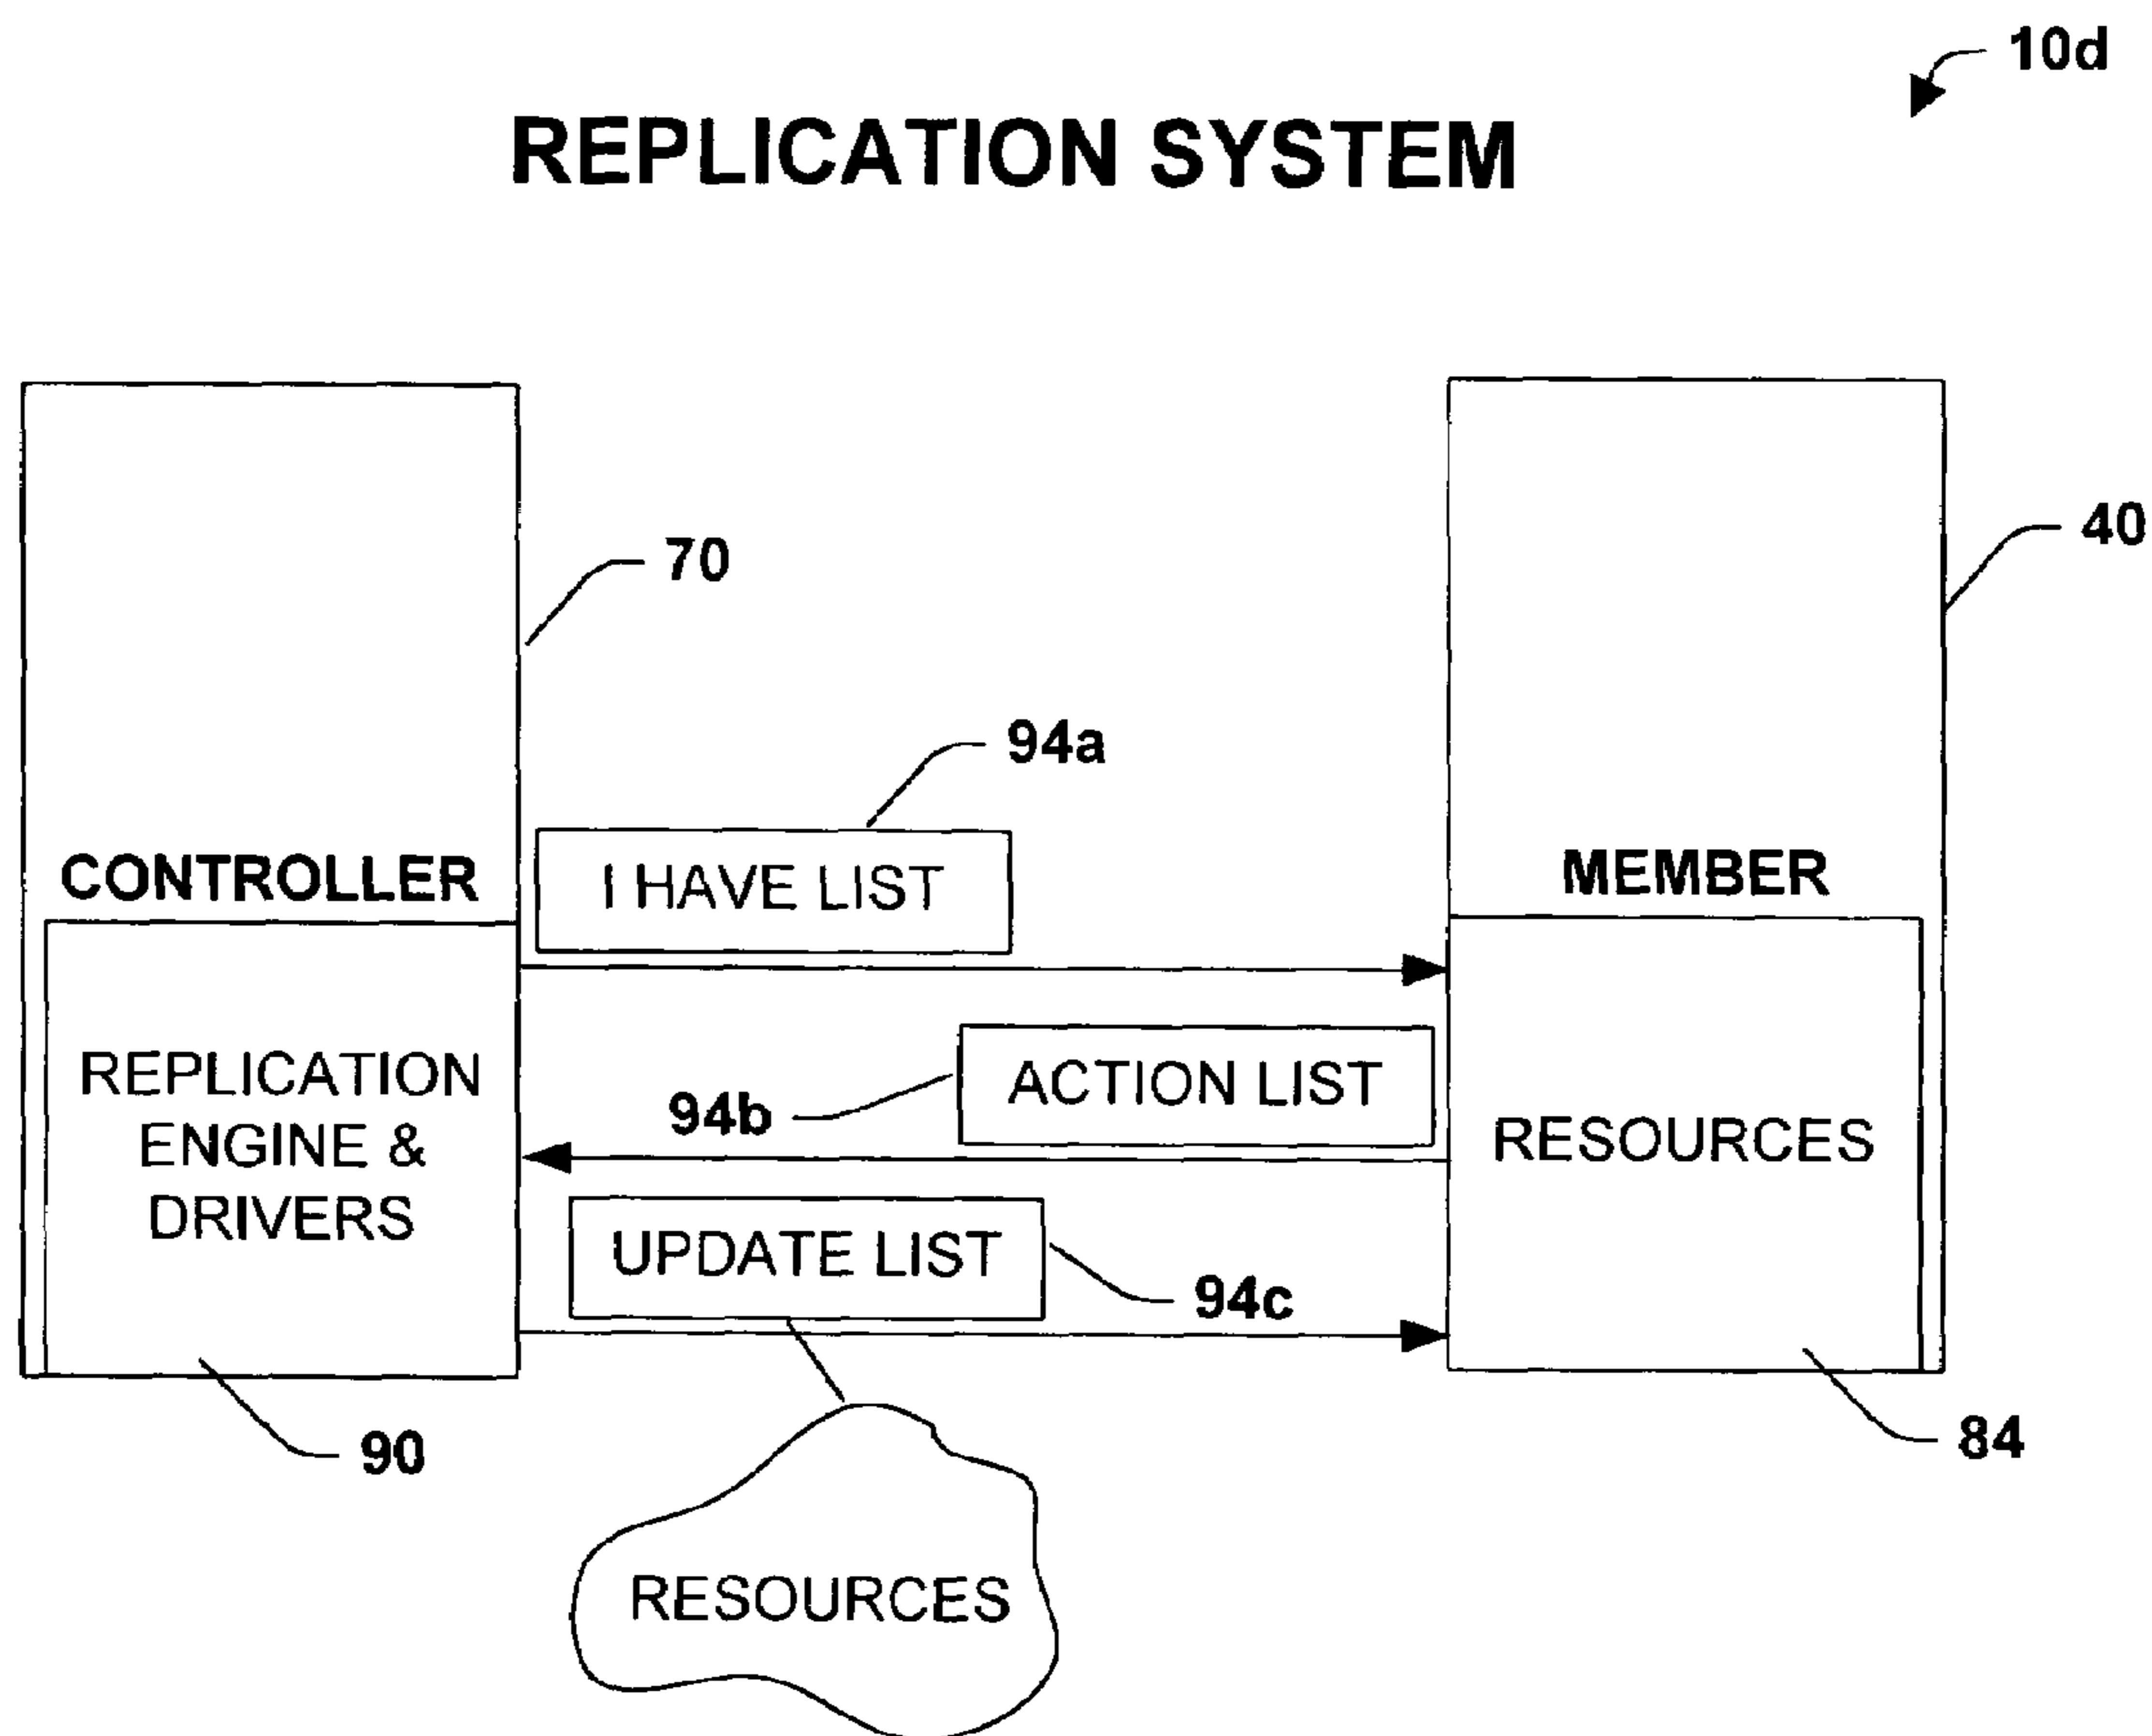 10d
REPLICATION SYSTEM
40
70
94a
CONTROLLER
I HAVE LIST
MEMBER
REPLICATION
ENGINE &
DRIVERS
94b
ACTION LIST
RESOURCES
UPDATE LIST
94c
90
84
RESOURCES